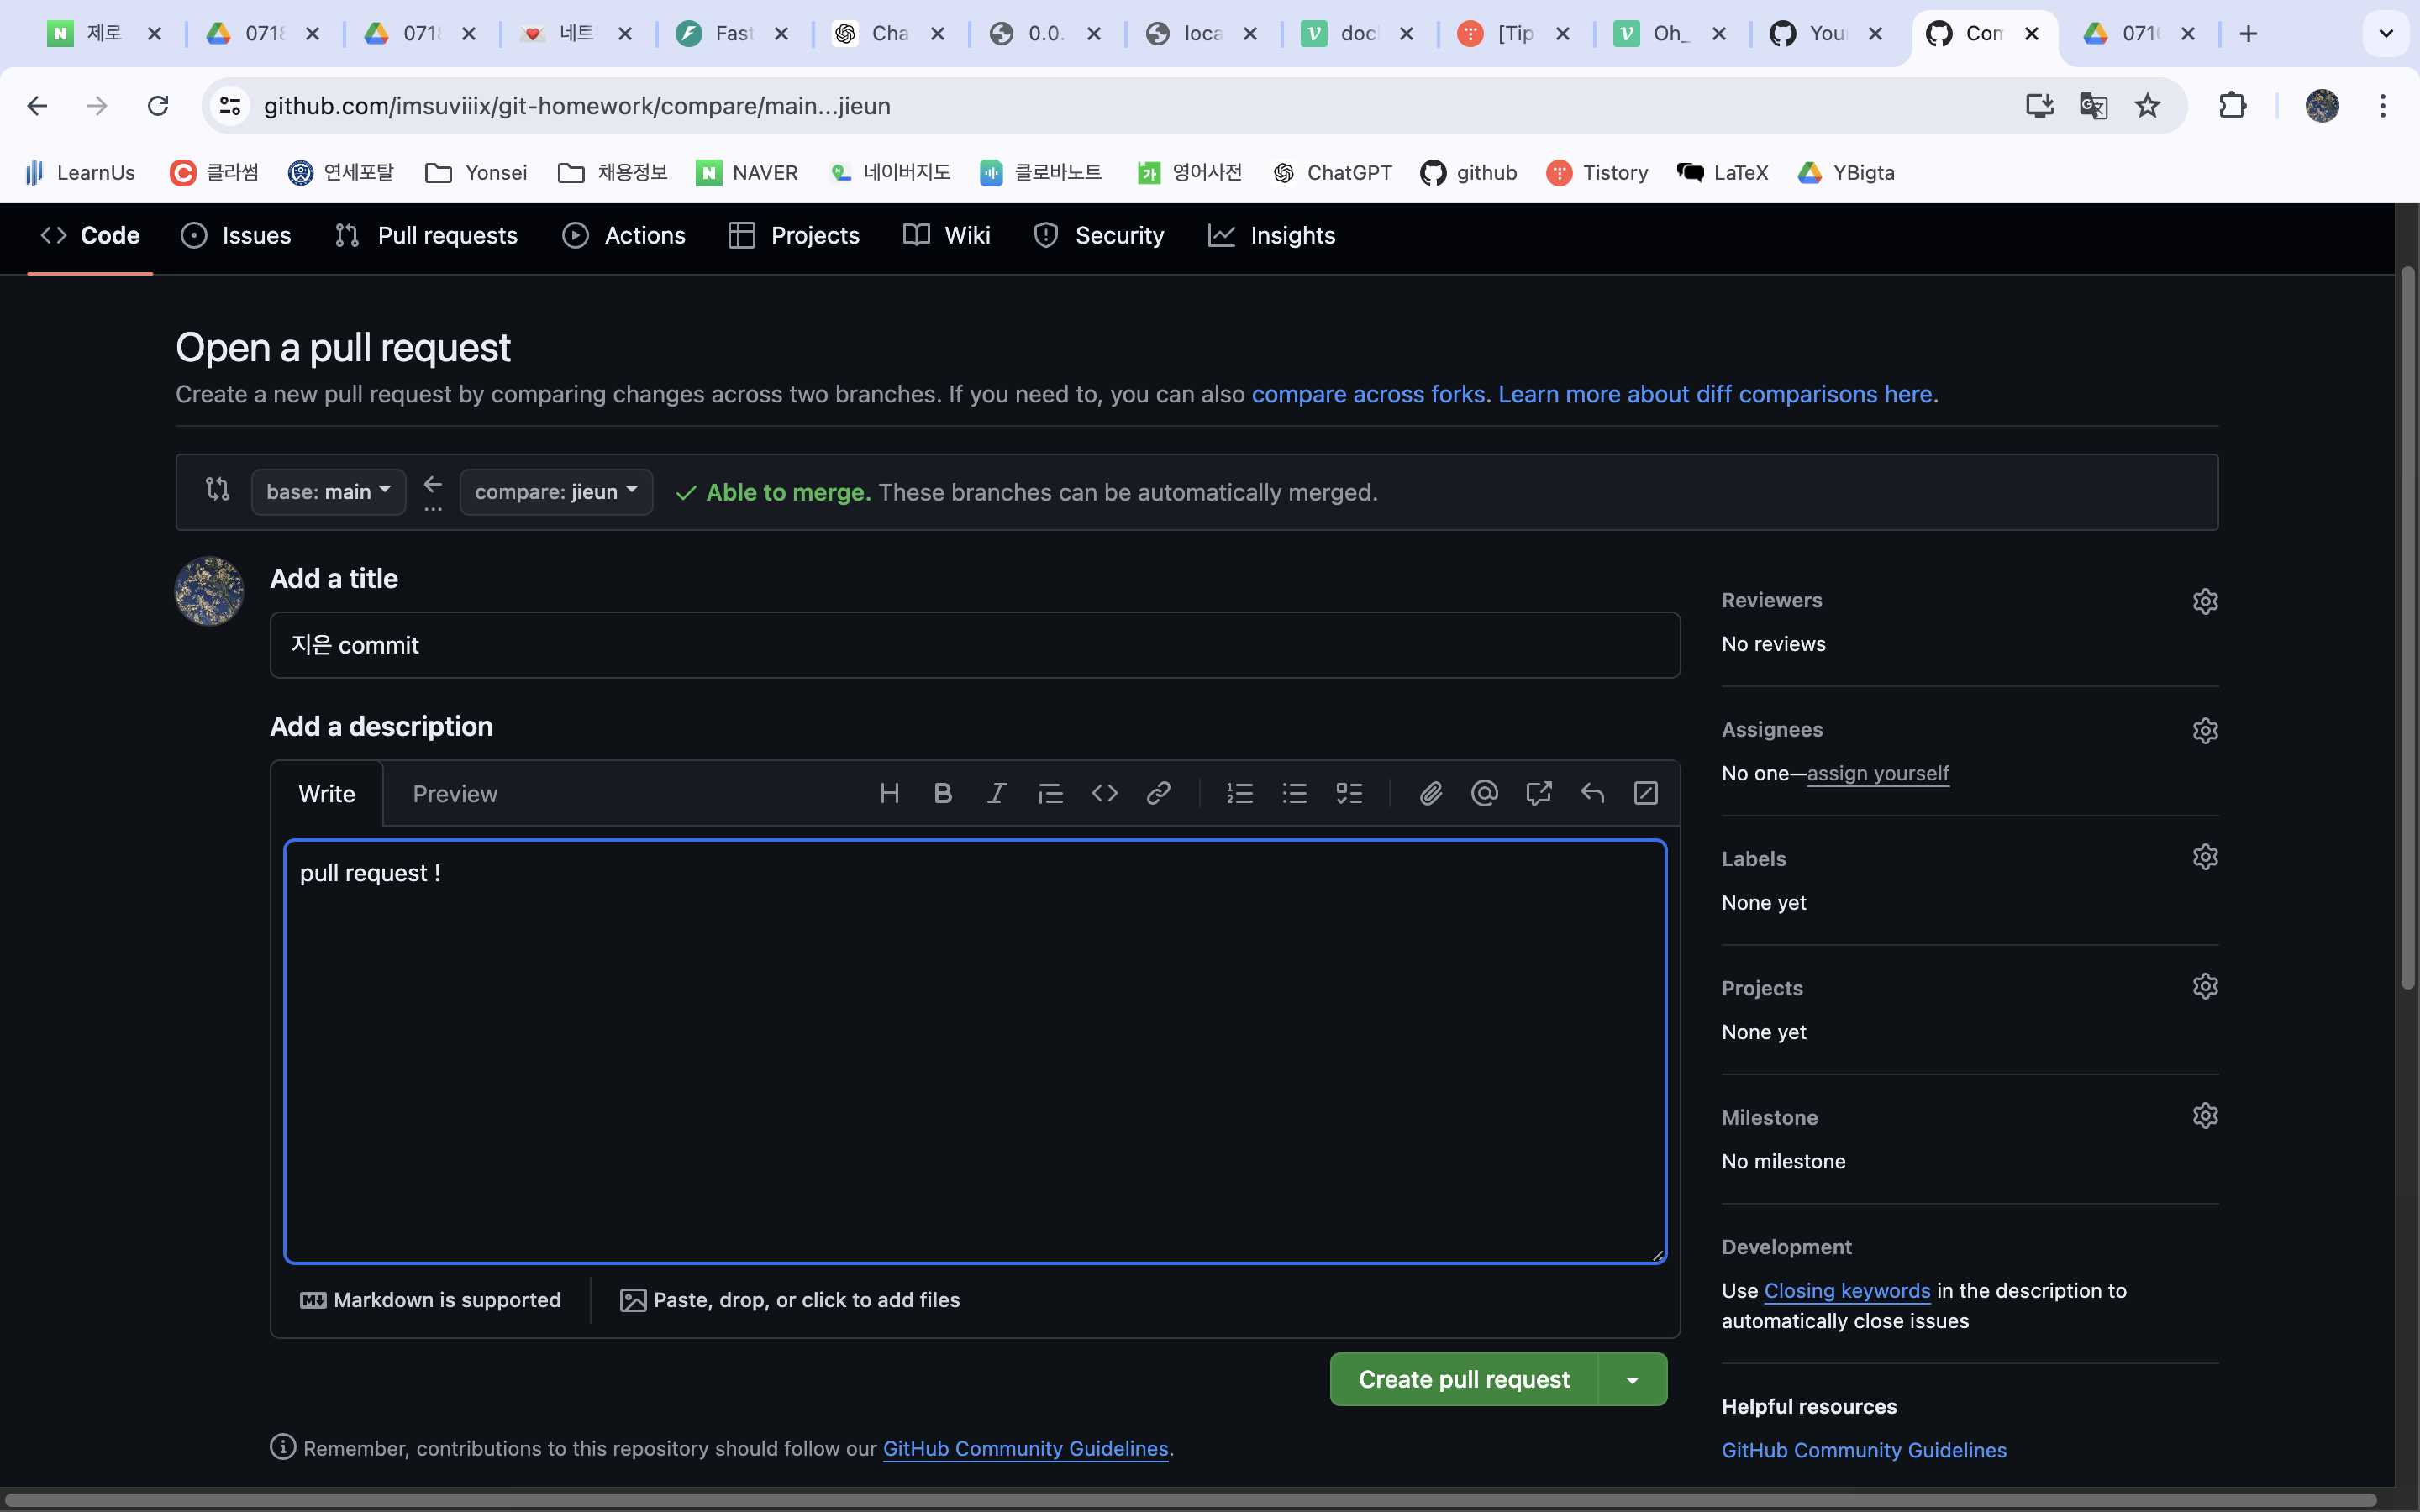 제로
0718
071
네트
Fast
Cha
0.0.
loca
doc
[Tip
Oh_
You
Com
071
github.com/imsuviiix/git-homework/compare/main...jieun
LearnUs
클라썸
연세포탈
Yonsei
채용정보
NAVER
네이버지도
클로바노트
영어사전
ChatGPT
github
Tistory
LaTeX
YBigta
Code
Issues
Pull requests
Actions
Projects
Wiki
Security
Insights
Open a pull request
Create a new pull request by comparing changes across two branches. If you need to, you can also compare across forks. Learn more about diff comparisons here.
base: main
compare: jieun
Able to merge. These branches can be automatically merged.
Add a title
지은 commit
Add a description
Write
Preview
pull request !
Markdown is supported
Paste, drop, or click to add files
Create pull request
Remember, contributions to this repository should follow our GitHub Community Guidelines.
Reviewers
No reviews
Assignees
No one—assign yourself
Labels
None yet
Projects
None yet
Milestone
No milestone
Development
Use Closing keywords in the description to
automatically close issues
Helpful resources
GitHub Community Guidelines